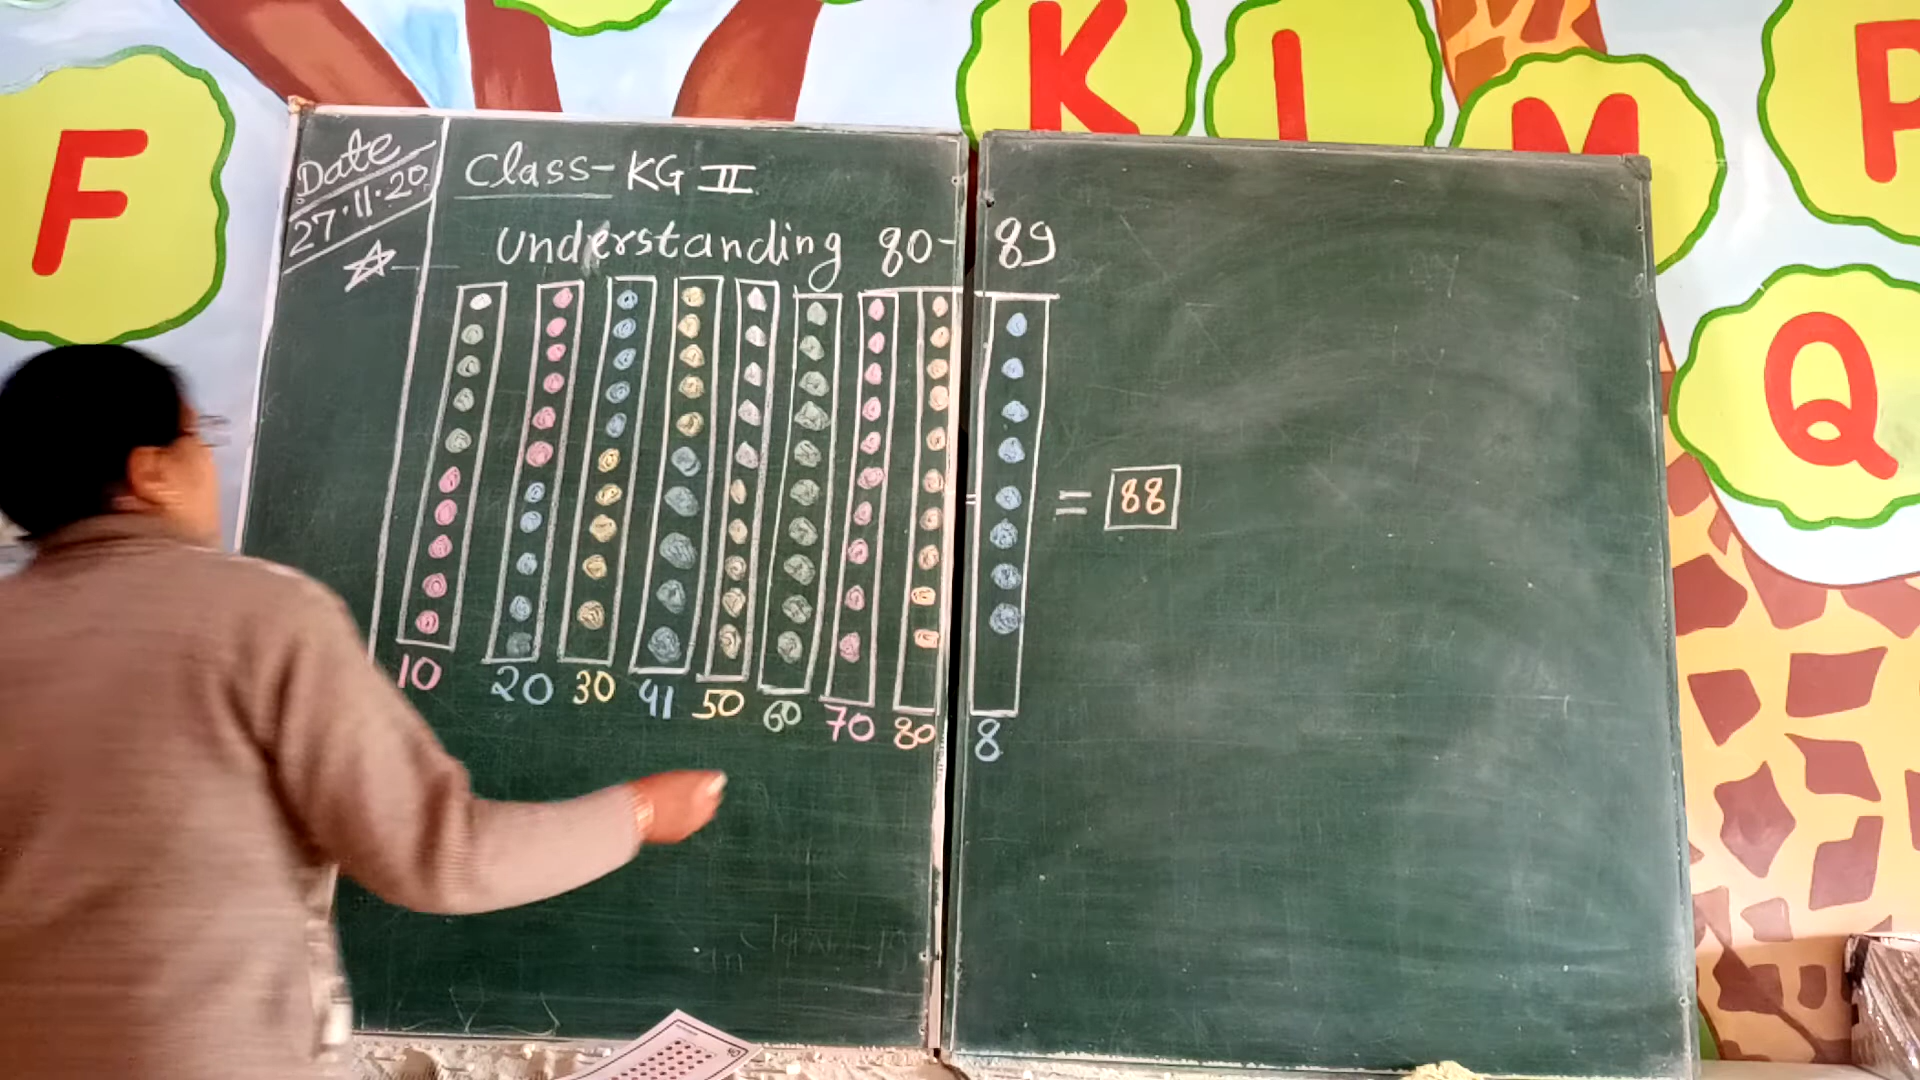 F
K
L
M
P
Q
Date
27.11.20
Class-KG II
Understanding 80-89
= = 88
10 20 30 41 50 60 70 80 8